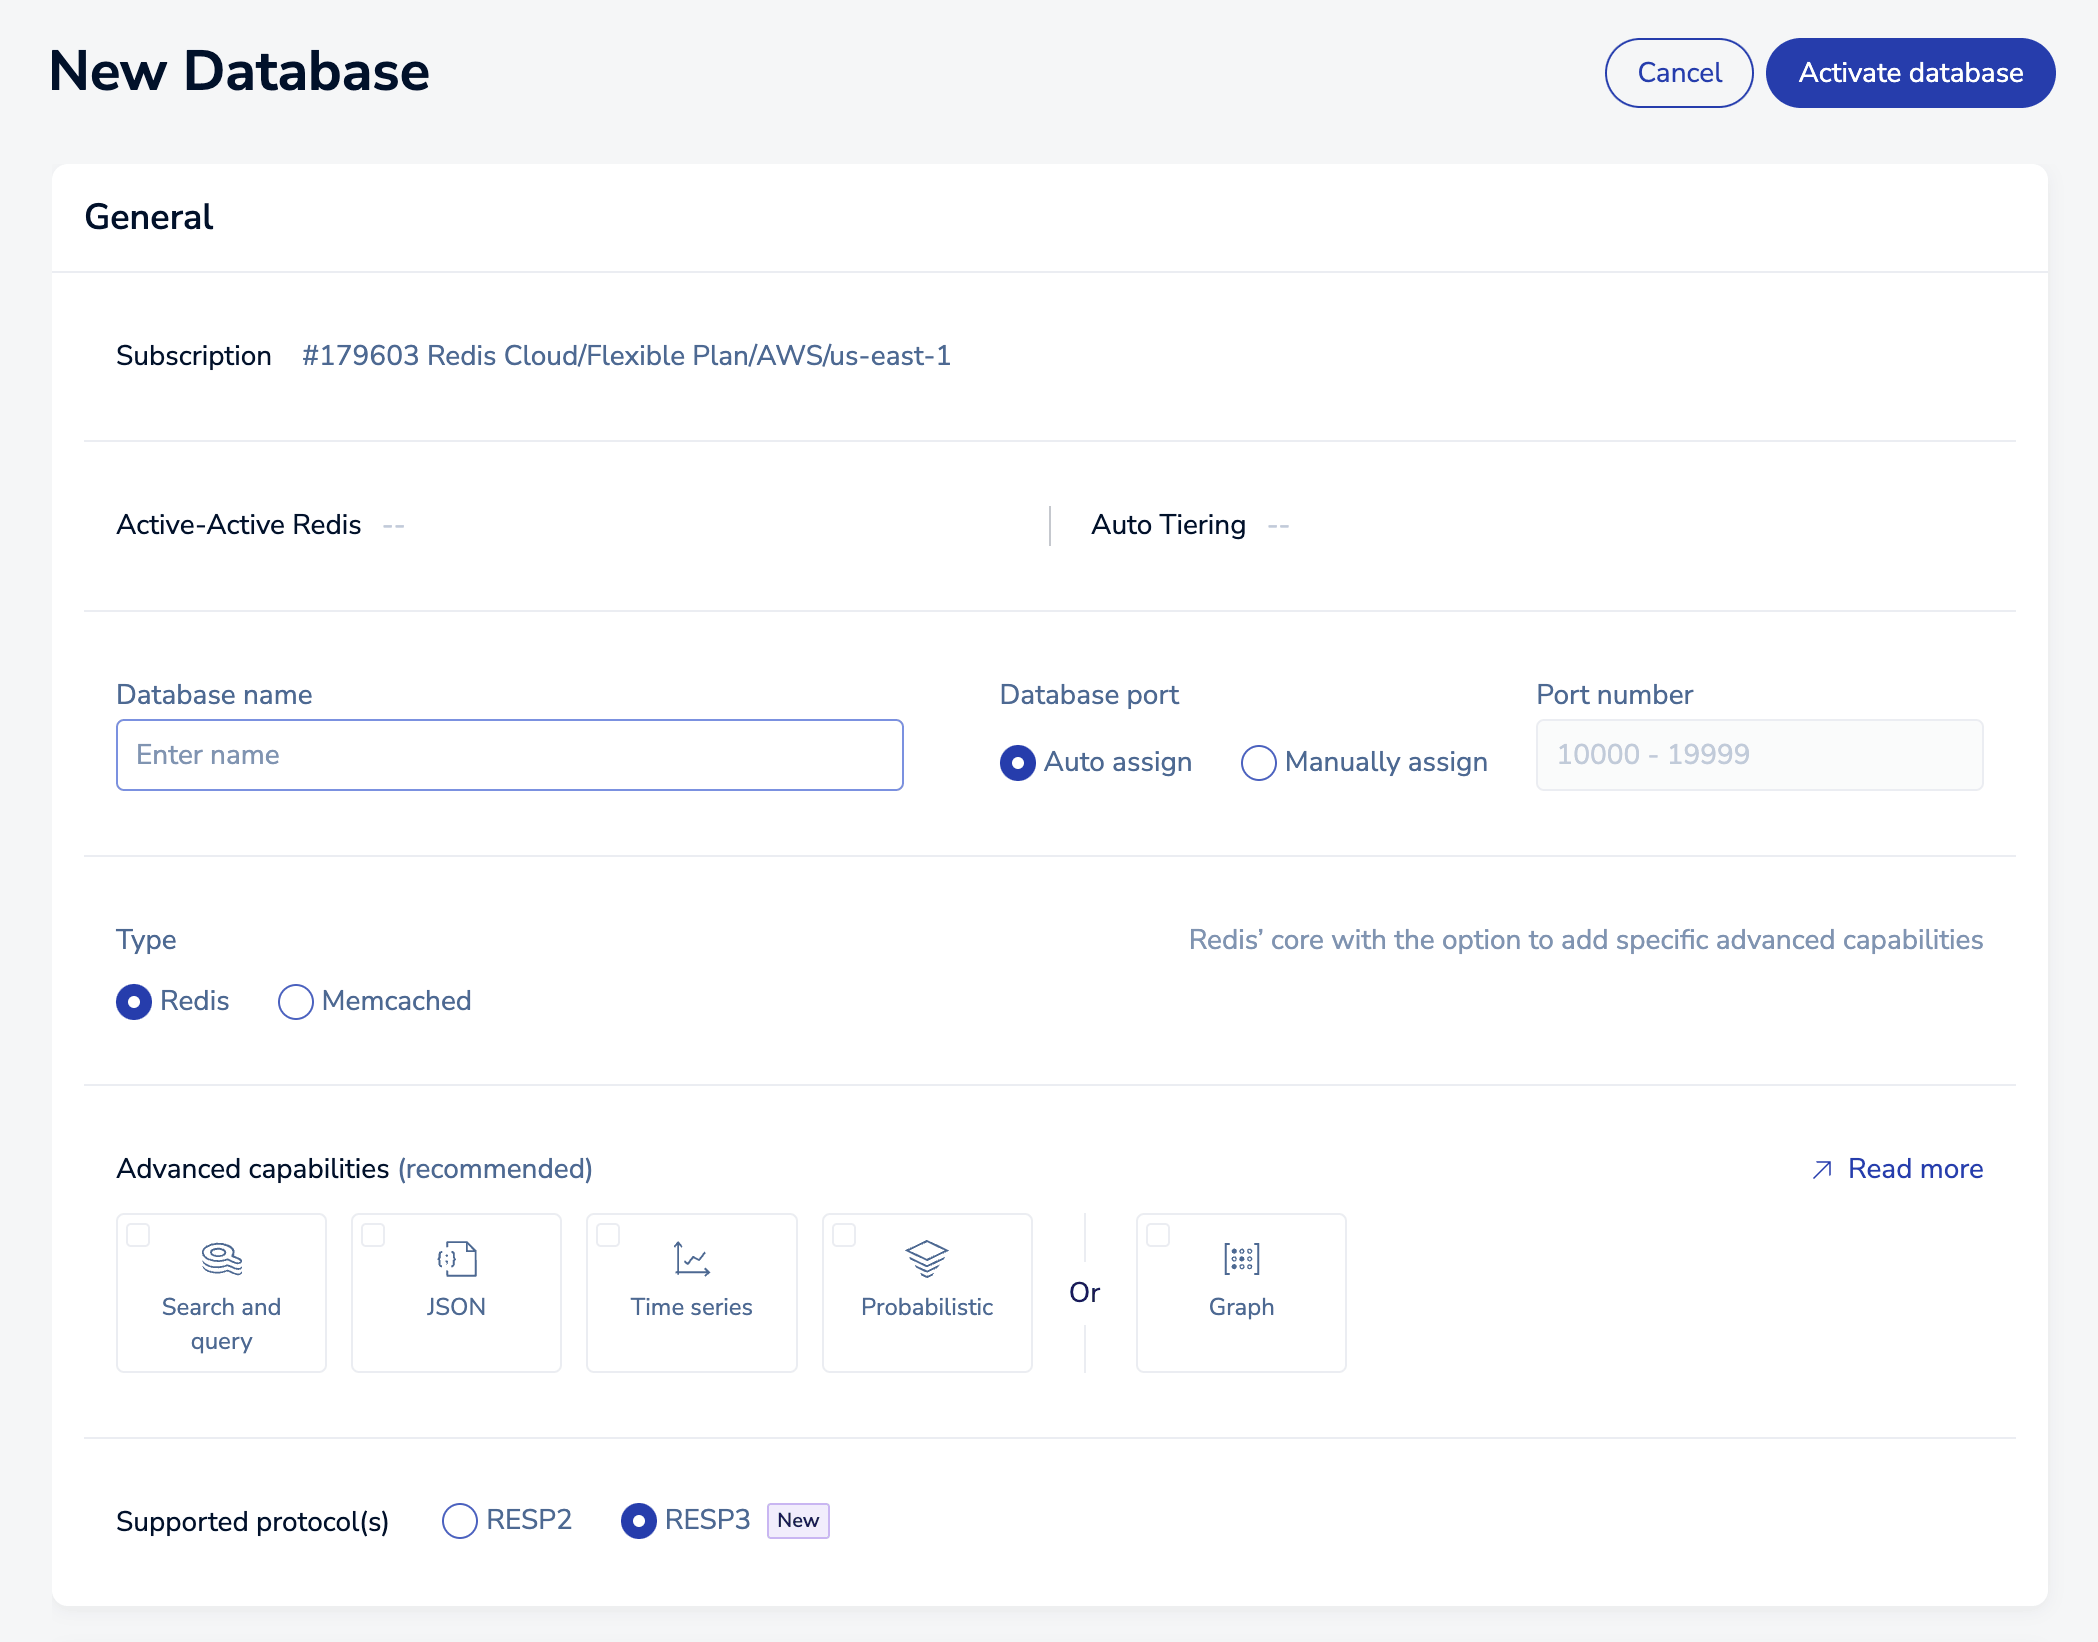 New Database
Cancel
Activate database
General
Subscription #179603 Redis Cloud/Flexible Plan/AWS/us-east-1
Active-Active Redis --
Auto Tiering --
Database name
Database port
Port number
Enter name
Auto assign
Manually assign
10000 - 19999
Type
Redis’ core with the option to add specific advanced capabilities
Redis
Memcached
Advanced capabilities (recommended)
Read more
Search and
query
JSON
Time series
Probabilistic
Or
Graph
Supported protocol(s)
RESP2
RESP3
New